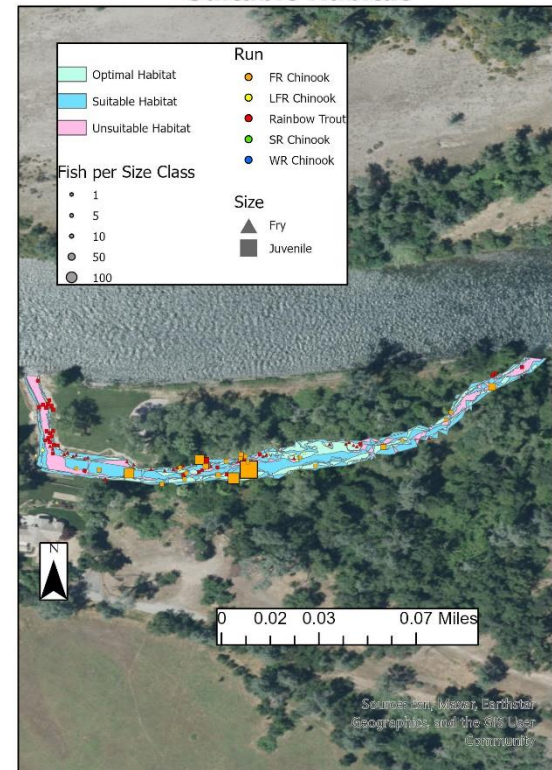 Optimal Habitat
Suitable Habitat
Unsuitable Habitat
Fish per Size Class
1
5
10
50
100
Run
FR Chinook
LFR Chinook
Rainbow Trout
SR Chinook
WR Chinook
Size
Fry
Juvenile
N
0 0.02 0.03 0.07 Miles
Source: Esri, Maxar, Earthstar
Geographics, and the GIS User
Community